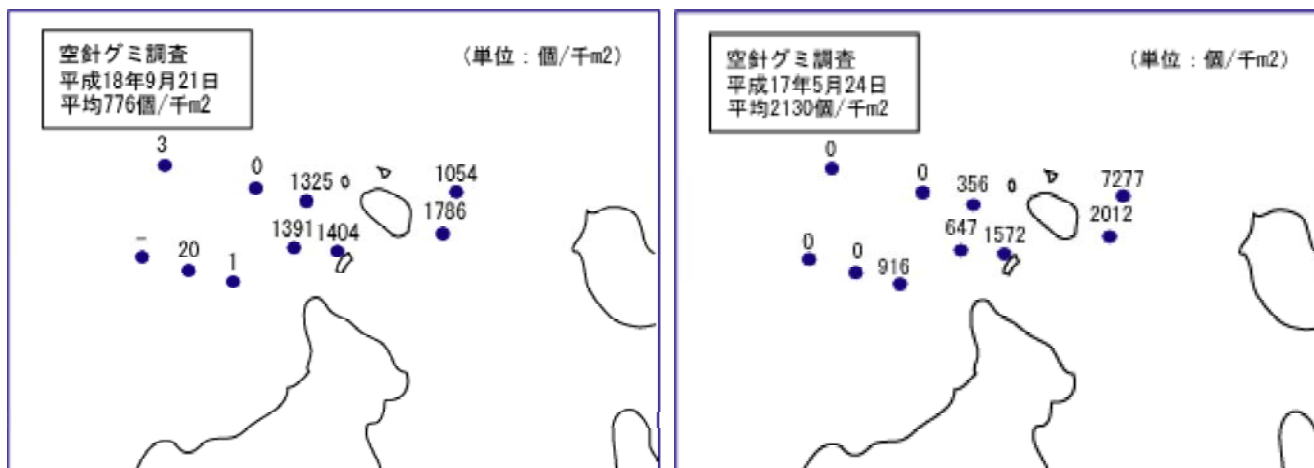 空針グミ調査
平成18年9月21日
平均776個/千m2
(単位:個/千m2)
3
0
1325
1054
1786
1391
1404
–
20
1
空針グミ調査
平成17年5月24日
平均2130個/千m2
(単位:個/千m2)
0
0
356
7277
2012
647
1572
0
0
916